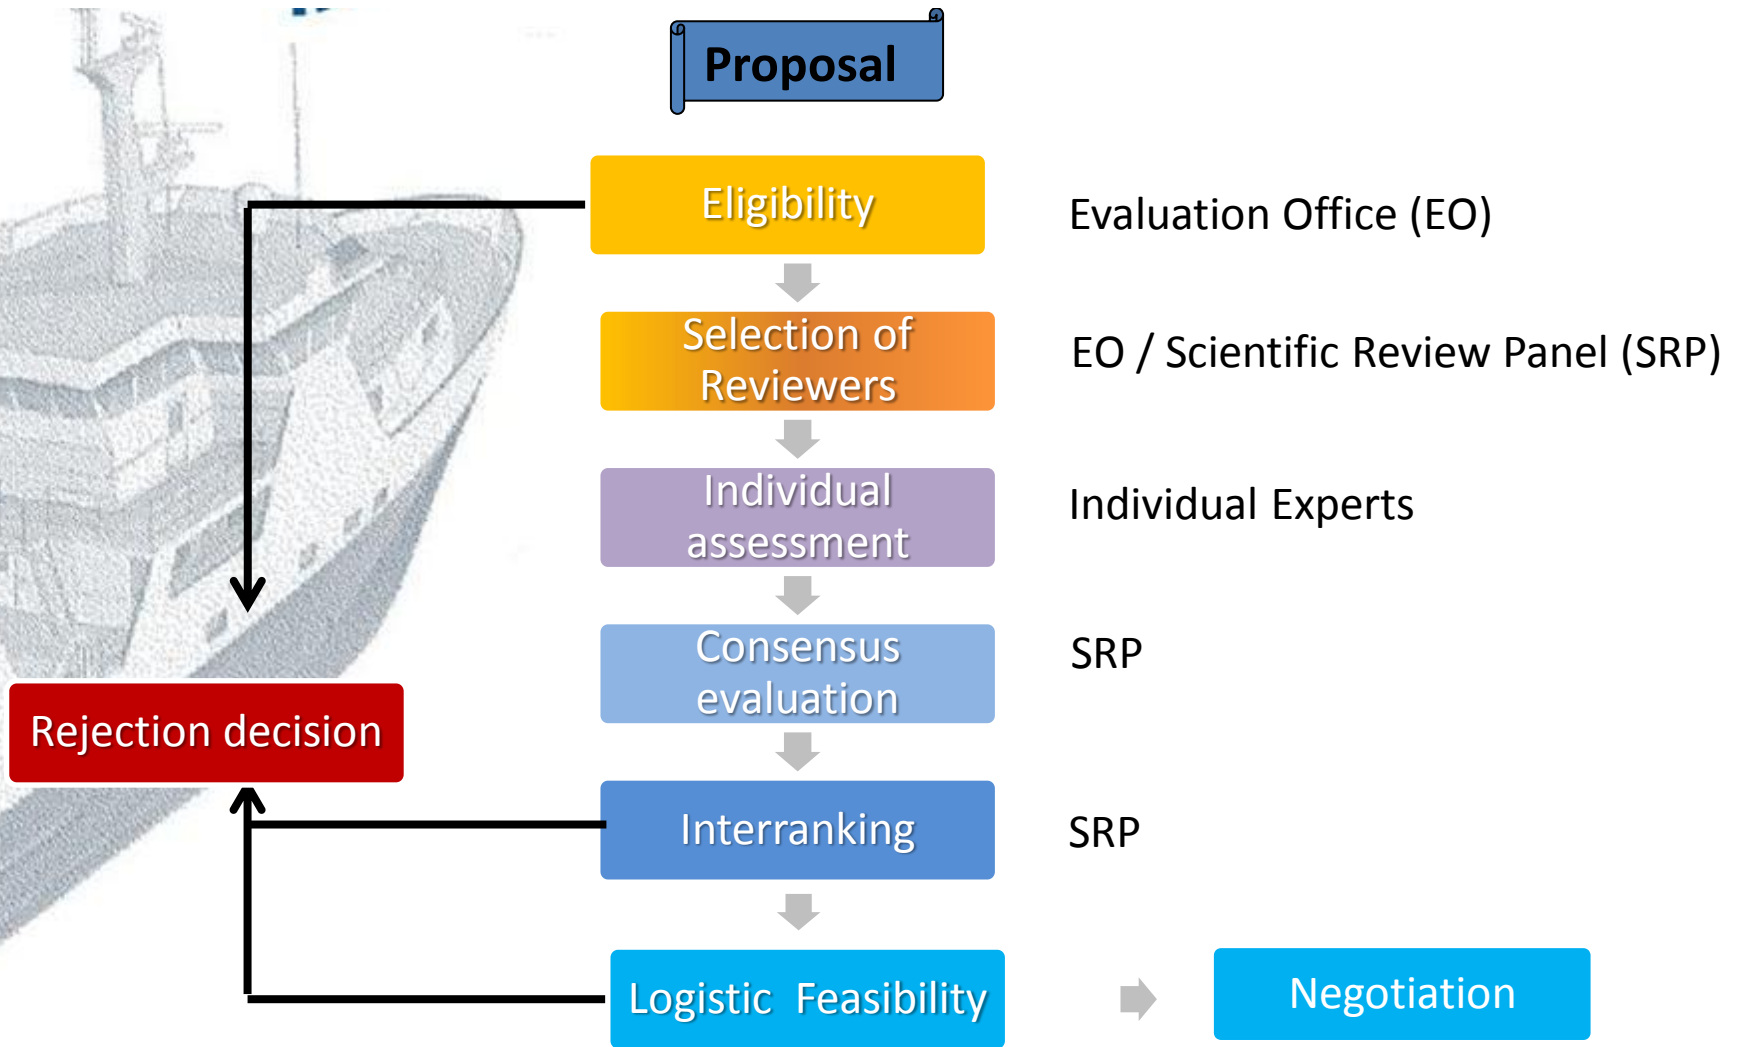 Proposal
Eligibility
Evaluation Office (EO)
Selection of
Reviewers
EO / Scientific Review Panel (SRP)
Individual
assessment
Individual Experts
Consensus
evaluation
SRP
Rejection decision
Interranking
SRP
Logistic  Feasibility
Negotiation